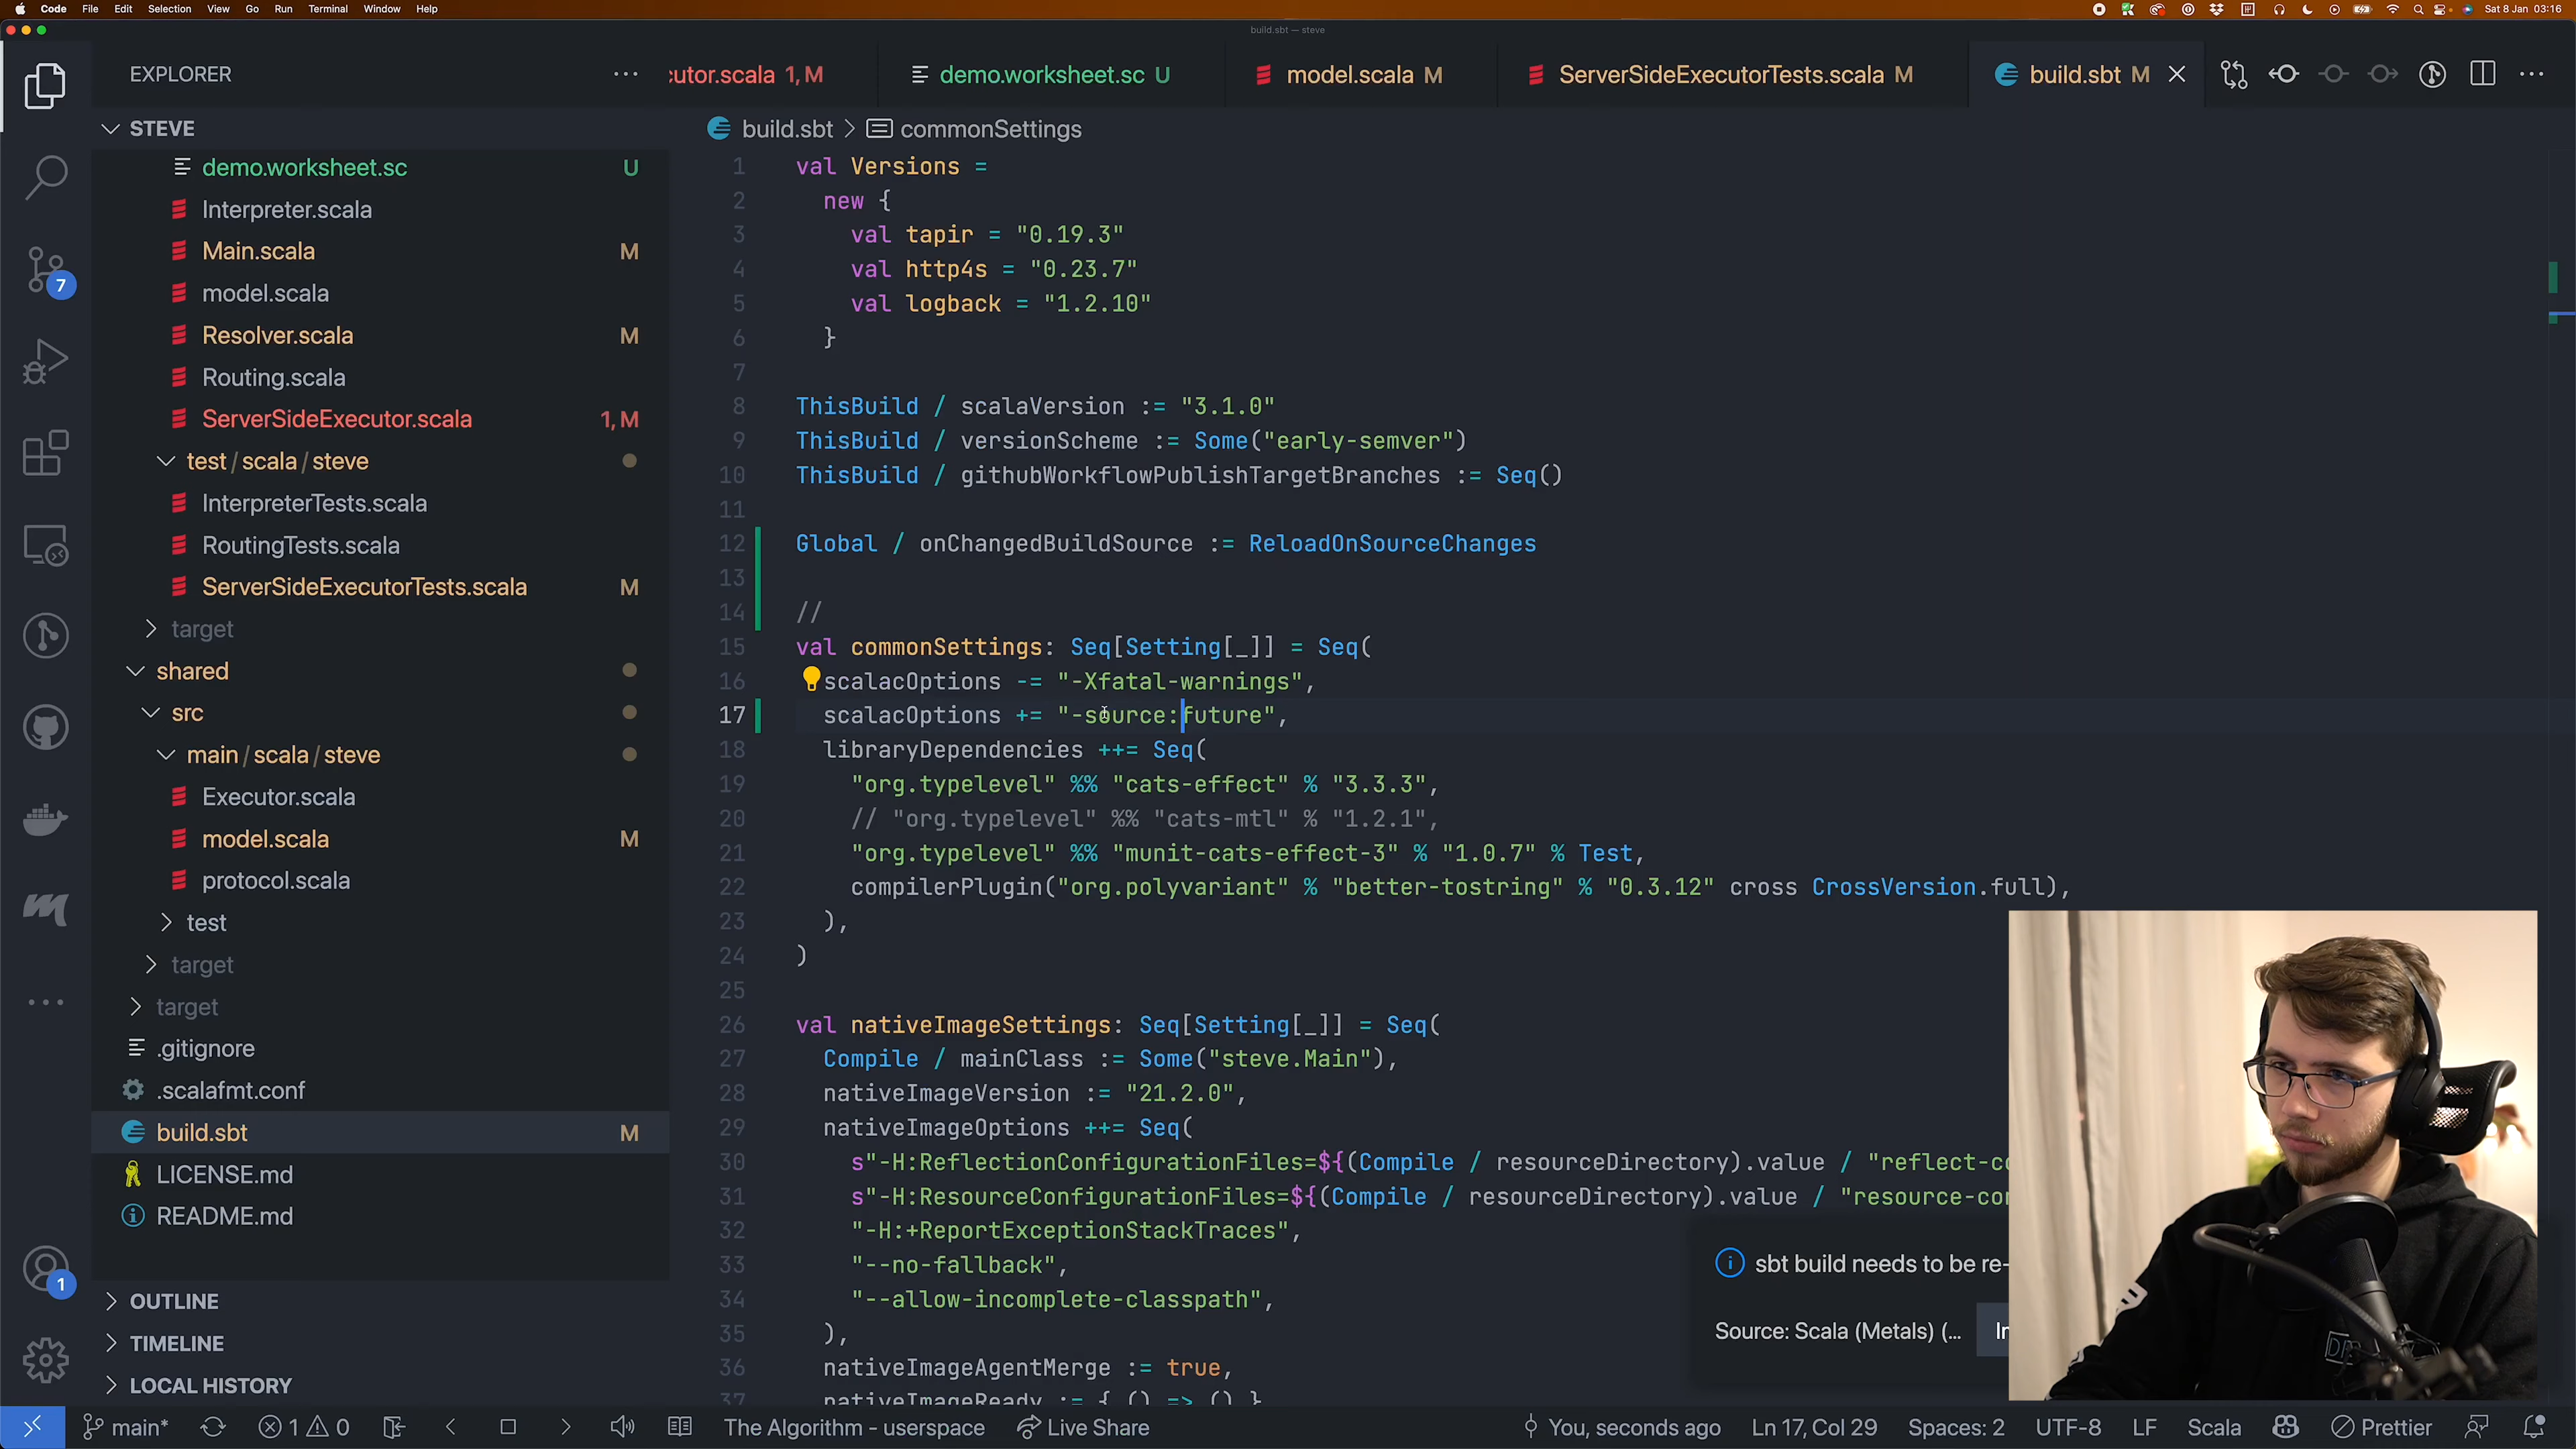 Code File Edit Selection View Go Run Terminal Window Help
Sat 8 Jan 03:16
build.sbt — steve
EXPLORER
cutor.scala 1, M
demo.worksheet.sc U
model.scala M
ServerSideExecutorTests.scala M
build.sbt M
STEVE
demo.worksheet.sc U
Interpreter.scala
Main.scala M
model.scala
Resolver.scala M
Routing.scala
ServerSideExecutor.scala 1, M
test / scala / steve
InterpreterTests.scala
RoutingTests.scala
ServerSideExecutorTests.scala M
target
shared
src
main / scala / steve
Executor.scala
model.scala M
protocol.scala
test
target
target
.gitignore
.scalafmt.conf
build.sbt M
LICENSE.md
README.md
OUTLINE
TIMELINE
LOCAL HISTORY
7
1
build.sbt > commonSettings
1 val Versions =
2 new {
3 val tapir = "0.19.3"
4 val http4s = "0.23.7"
5 val logback = "1.2.10"
6 }
7
8 ThisBuild / scalaVersion := "3.1.0"
9 ThisBuild / versionScheme := Some("early-semver")
10 ThisBuild / githubWorkflowPublishTargetBranches := Seq()
11
12 Global / onChangedBuildSource := ReloadOnSourceChanges
13
14 //
15 val commonSettings: Seq[Setting[_]] = Seq(
16 scalacOptions -= "-Xfatal-warnings",
17 scalacOptions += "-source:future",
18 libraryDependencies ++= Seq(
19 "org.typelevel" %% "cats-effect" % "3.3.3",
20 // "org.typelevel" %% "cats-mtl" % "1.2.1",
21 "org.typelevel" %% "munit-cats-effect-3" % "1.0.7" % Test,
22 compilerPlugin("org.polyvariant" % "better-tostring" % "0.3.12" cross CrossVersion.full),
23 ),
24 )
25
26 val nativeImageSettings: Seq[Setting[_]] = Seq(
27 Compile / mainClass := Some("steve.Main"),
28 nativeImageVersion := "21.2.0",
29 nativeImageOptions ++= Seq(
30 s"-H:ReflectionConfigurationFiles=${(Compile / resourceDirectory).value / "reflect-co
31 s"-H:ResourceConfigurationFiles=${(Compile / resourceDirectory).value / "resource-con
32 "-H:+ReportExceptionStackTraces",
33 "--no-fallback",
34 "--allow-incomplete-classpath",
35 ),
36 nativeImageAgentMerge := true,
37 nativeImageReady := { () => () }
sbt build needs to be re-
Source: Scala (Metals) (...
main* 1 0 The Algorithm - userspace Live Share You, seconds ago Ln 17, Col 29 Spaces: 2 UTF-8 LF Scala Prettier